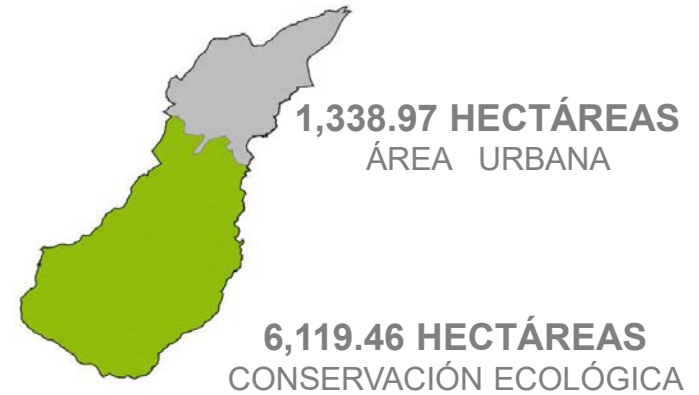 1,338.97 HECTÁREAS
ÁREA URBANA
6,119.46 HECTÁREAS
CONSERVACIÓN ECOLÓGICA